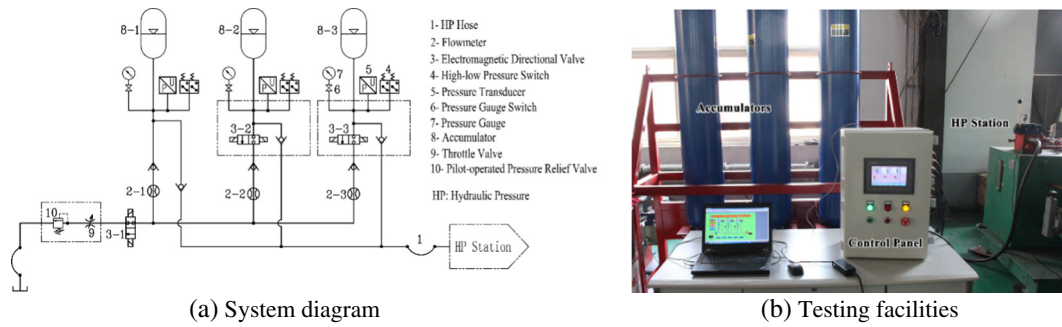 8-1
8-2
8-3
7
5
4
6
P
U
P
U
P
U
3-2
3-3
2-1
2-2
2-3
10
9
3-1
1
HP Station
1- HP Hose
2- Flowmeter
3- Electromagnetic Directional Valve
4- High-low Pressure Switch
5- Pressure Transducer
6- Pressure Gauge Switch
7- Pressure Gauge
8- Accumulator
9- Throttle Valve
10- Pilot-operated Pressure Relief Valve
HP: Hydraulic Pressure
(a) System diagram
Accumulators
HP Station
Control Panel
(b) Testing facilities